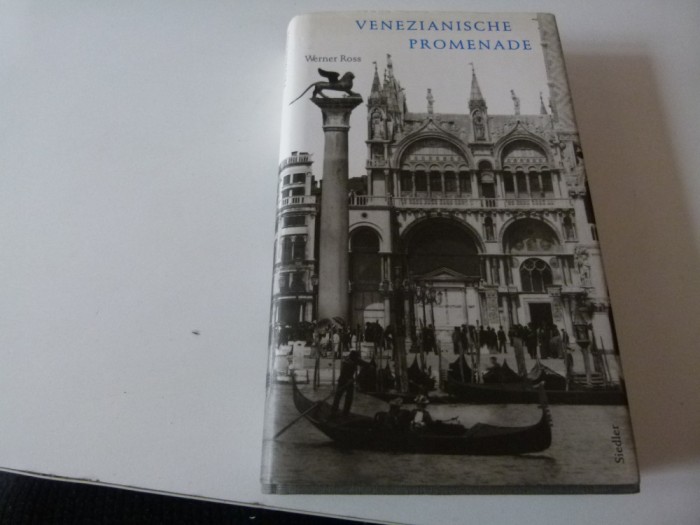 VENEZIANISCHE
PROMENADE
Werner Ross
Siedler